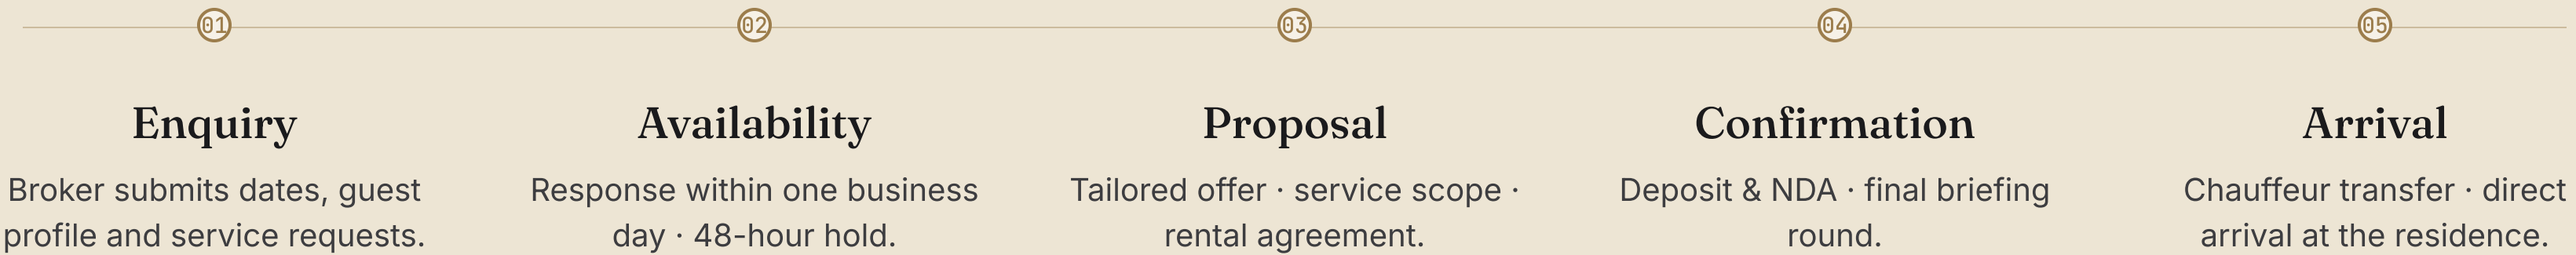 01
Enquiry
Broker submits dates, guest
profile and service requests.
02
Availability
Response within one business
day · 48-hour hold.
03
Proposal
Tailored offer · service scope ·
rental agreement.
04
Confirmation
Deposit & NDA · final briefing
round.
05
Arrival
Chauffeur transfer · direct
arrival at the residence.